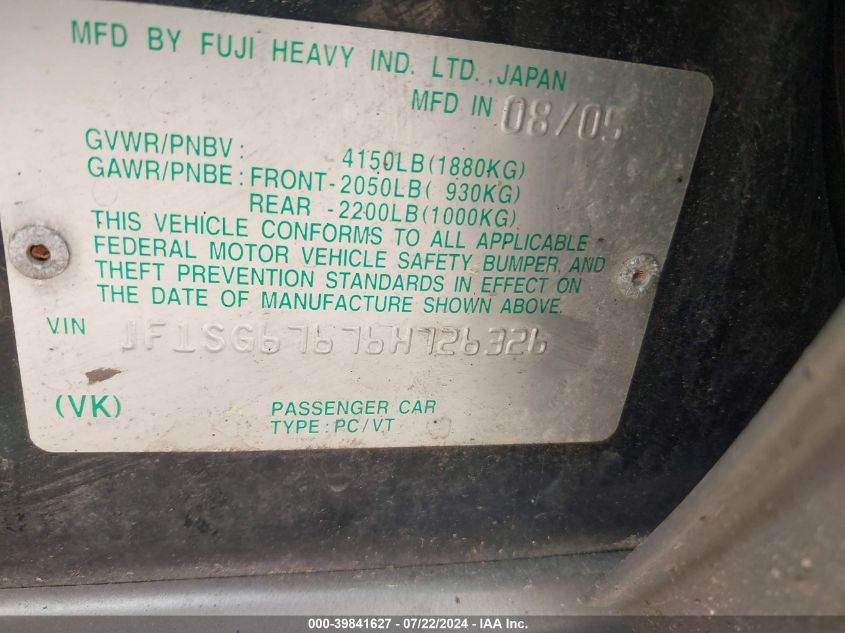 MFD BY FUJI HEAVY IND. LTD., JAPAN
MFD IN 08/05
GVWR/PNBV: 4150LB(1880KG)
GAWR/PNBE: FRONT-2050LB( 930KG)
REAR -2200LB(1000KG)
THIS VEHICLE CONFORMS TO ALL APPLICABLE
FEDERAL MOTOR VEHICLE SAFETY, BUMPER, AND
THEFT PREVENTION STANDARDS IN EFFECT ON
THE DATE OF MANUFACTURE SHOWN ABOVE.
VIN JF1SG67676H726326
(VK) PASSENGER CAR
TYPE: PC/VT
000-39841627 - 07/22/2024 - IAA Inc.